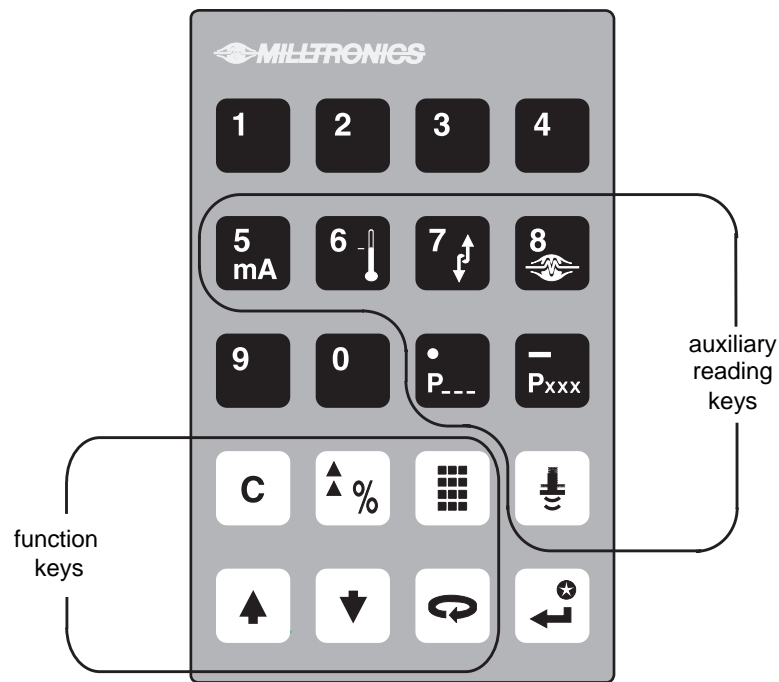 MILLTRONICS
1 2 3 4
5 6 7 8
mA
auxiliary
reading
keys
9 0 • –
P___ Pxxx
C %
function
keys